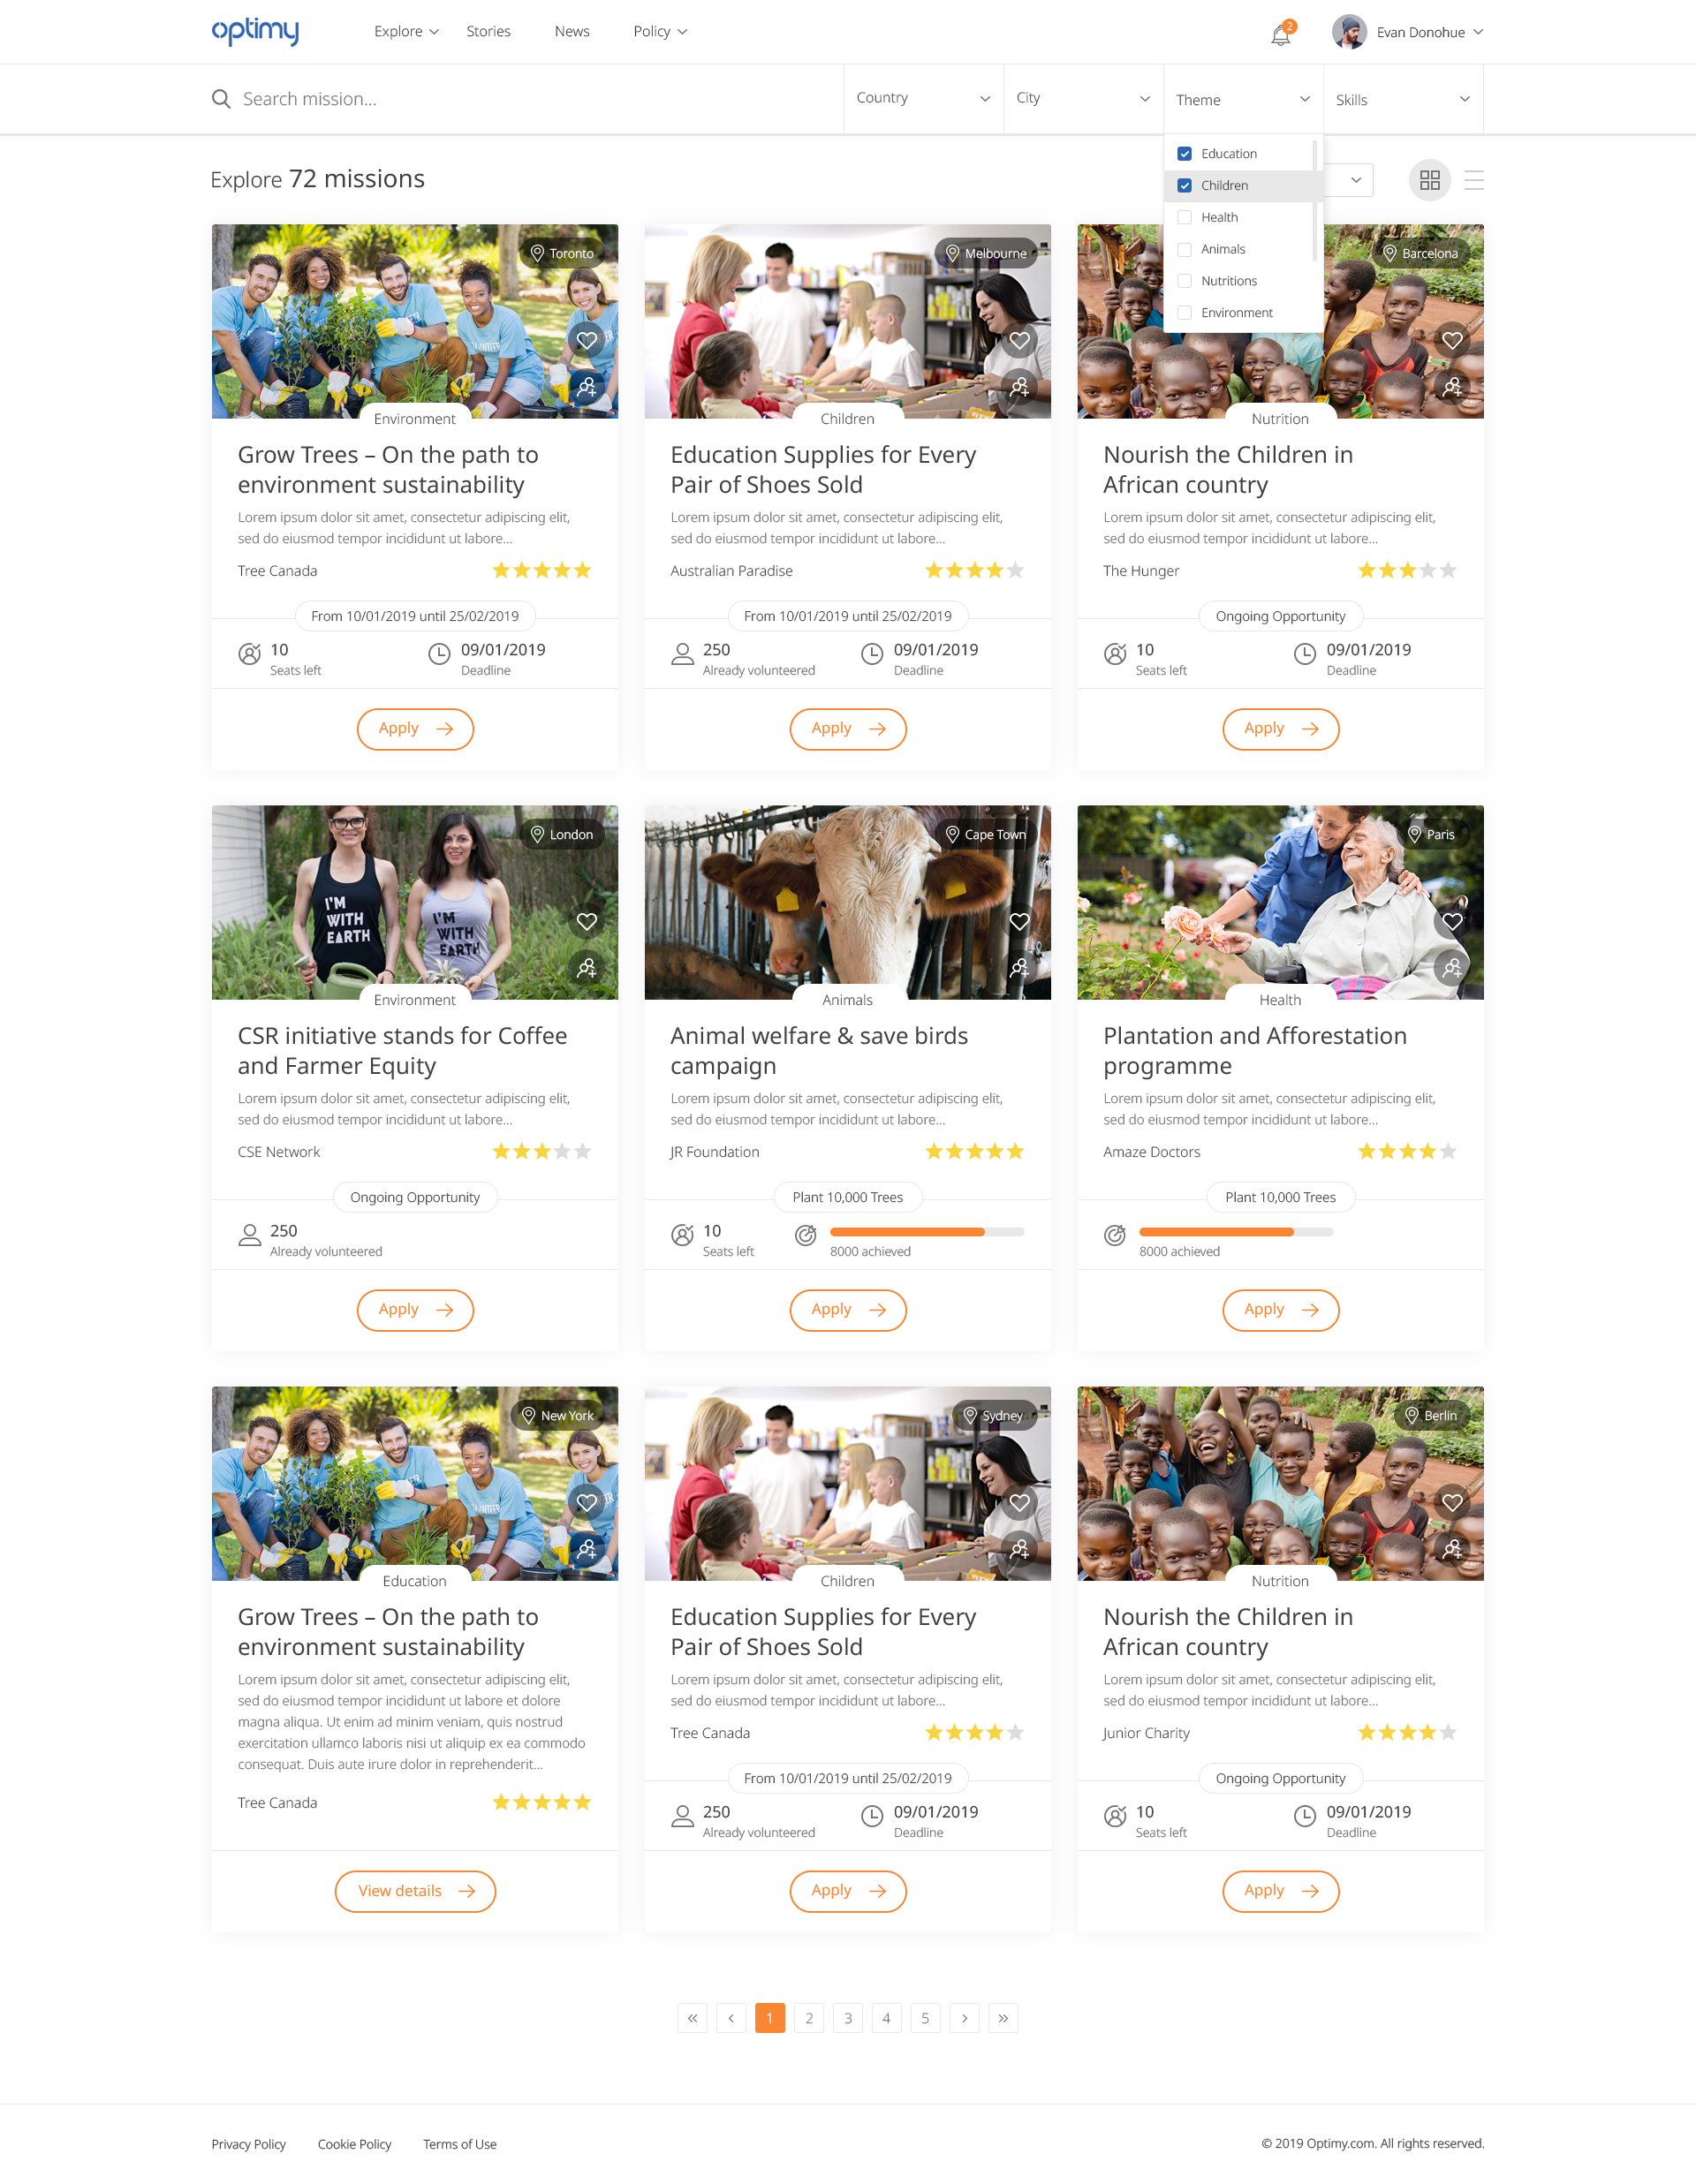 optimy
Explore
Stories
News
Policy
2
Evan Donohue
Search mission...
Country
City
Theme
Skills
Education
Children
Health
Animals
Nutritions
Environment
Explore 72 missions
Toronto
Environment
Grow Trees – On the path to
environment sustainability
Lorem ipsum dolor sit amet, consectetur adipiscing elit,
sed do eiusmod tempor incididunt ut labore...
Tree Canada
From 10/01/2019 until 25/02/2019
10
Seats left
09/01/2019
Deadline
Apply
Melbourne
Children
Education Supplies for Every
Pair of Shoes Sold
Lorem ipsum dolor sit amet, consectetur adipiscing elit,
sed do eiusmod tempor incididunt ut labore...
Australian Paradise
From 10/01/2019 until 25/02/2019
250
Already volunteered
09/01/2019
Deadline
Apply
Barcelona
Nutrition
Nourish the Children in
African country
Lorem ipsum dolor sit amet, consectetur adipiscing elit,
sed do eiusmod tempor incididunt ut labore...
The Hunger
Ongoing Opportunity
10
Seats left
09/01/2019
Deadline
Apply
London
I'M
WITH
EARTH
I'M
WITH
EARTH
Environment
CSR initiative stands for Coffee
and Farmer Equity
Lorem ipsum dolor sit amet, consectetur adipiscing elit,
sed do eiusmod tempor incididunt ut labore...
CSE Network
Ongoing Opportunity
250
Already volunteered
Apply
Cape Town
Animals
Animal welfare & save birds
campaign
Lorem ipsum dolor sit amet, consectetur adipiscing elit,
sed do eiusmod tempor incididunt ut labore...
JR Foundation
Plant 10,000 Trees
10
Seats left
8000 achieved
Apply
Paris
Health
Plantation and Afforestation
programme
Lorem ipsum dolor sit amet, consectetur adipiscing elit,
sed do eiusmod tempor incididunt ut labore...
Amaze Doctors
Plant 10,000 Trees
8000 achieved
Apply
New York
Education
Grow Trees – On the path to
environment sustainability
Lorem ipsum dolor sit amet, consectetur adipiscing elit,
sed do eiusmod tempor incididunt ut labore et dolore
magna aliqua. Ut enim ad minim veniam, quis nostrud
exercitation ullamco laboris nisi ut aliquip ex ea commodo
consequat. Duis aute irure dolor in reprehenderit...
Tree Canada
View details
Sydney
Children
Education Supplies for Every
Pair of Shoes Sold
Lorem ipsum dolor sit amet, consectetur adipiscing elit,
sed do eiusmod tempor incididunt ut labore...
Tree Canada
From 10/01/2019 until 25/02/2019
250
Already volunteered
09/01/2019
Deadline
Apply
Berlin
Nutrition
Nourish the Children in
African country
Lorem ipsum dolor sit amet, consectetur adipiscing elit,
sed do eiusmod tempor incididunt ut labore...
Junior Charity
Ongoing Opportunity
10
Seats left
09/01/2019
Deadline
Apply
« ‹ 1 2 3 4 5 › »
Privacy Policy
Cookie Policy
Terms of Use
© 2019 Optimy.com. All rights reserved.